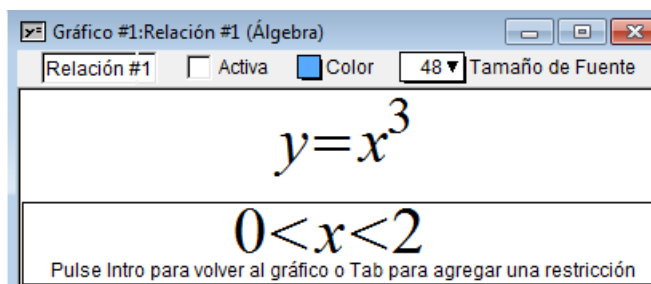 Gráfico #1:Relación #1 (Álgebra)
Relación #1 Activa Color 48 ▼ Tamaño de Fuente
y=x³
0<x<2
Pulse Intro para volver al gráfico o Tab para agregar una restricción